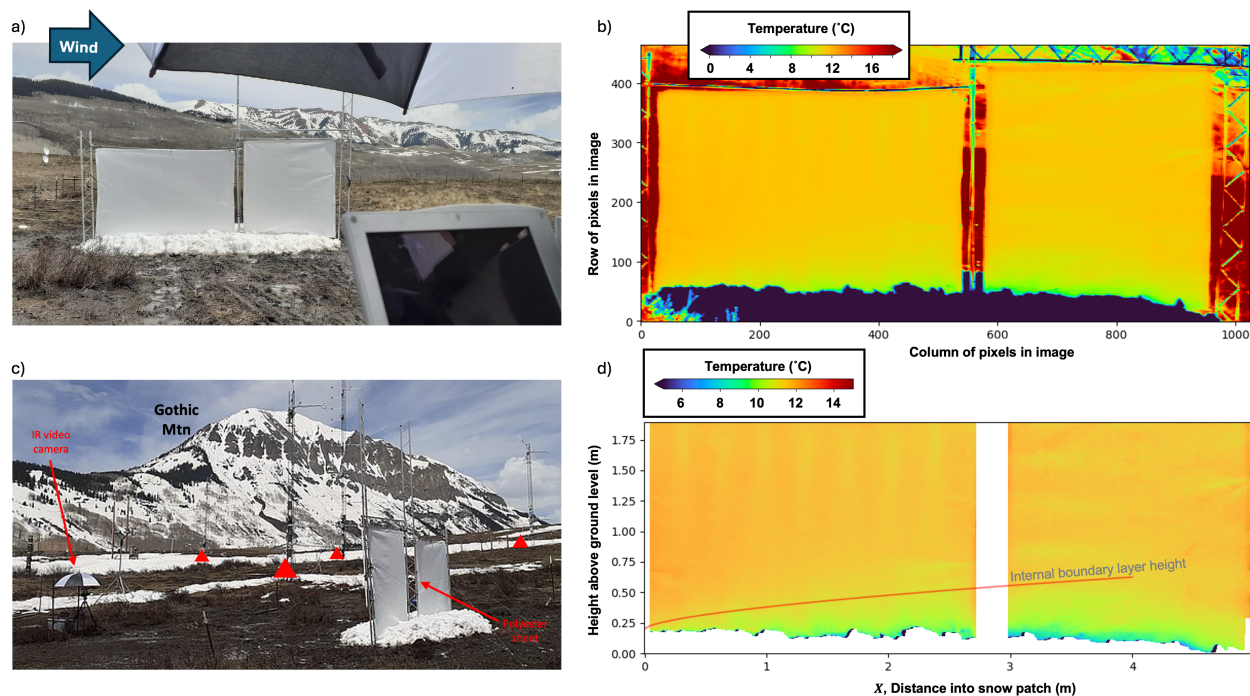 a)
Wind
b)
Temperature (˚C)
0 4 8 12 16
400
300
200
100
0
Row of pixels in image
0 200 400 600 800 1000
Column of pixels in image
c)
Gothic
Mtn
IR video
camera
Polyester
sheet
d)
Temperature (˚C)
6 8 10 12 14
1.75
1.50
1.25
1.00
0.75
0.50
0.25
0.00
Height above ground level (m)
Internal boundary layer height
0 1 2 3 4
X, Distance into snow patch (m)